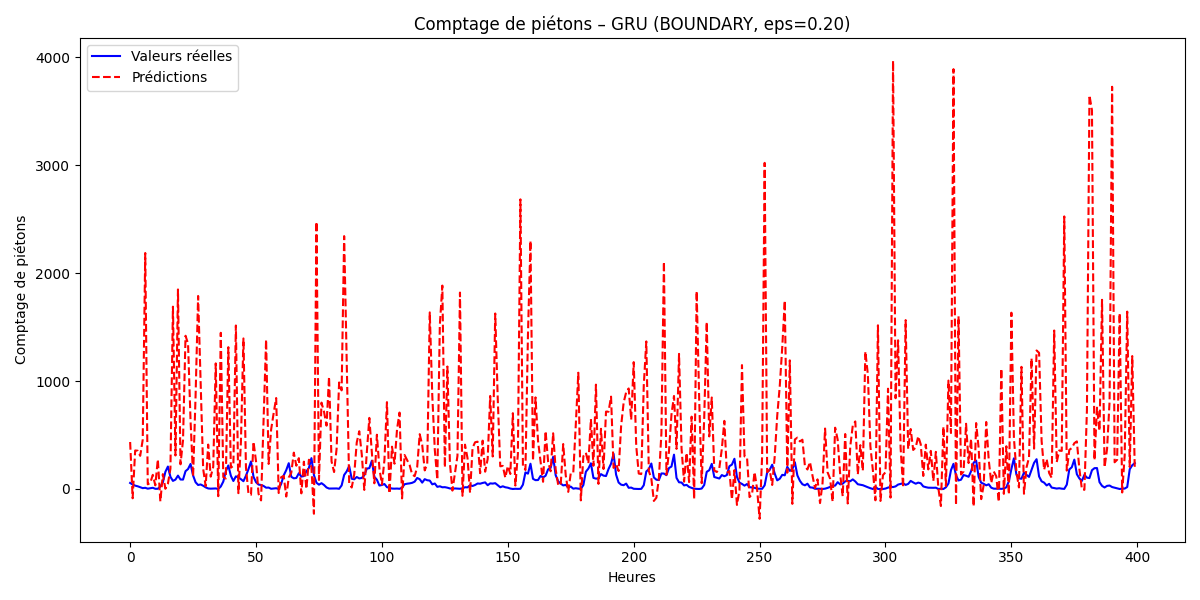 Comptage de piétons – GRU (BOUNDARY, eps=0.20)
Valeurs réelles
Prédictions
4000
3000
2000
1000
0
Comptage de piétons
0 50 100 150 200 250 300 350 400
Heures